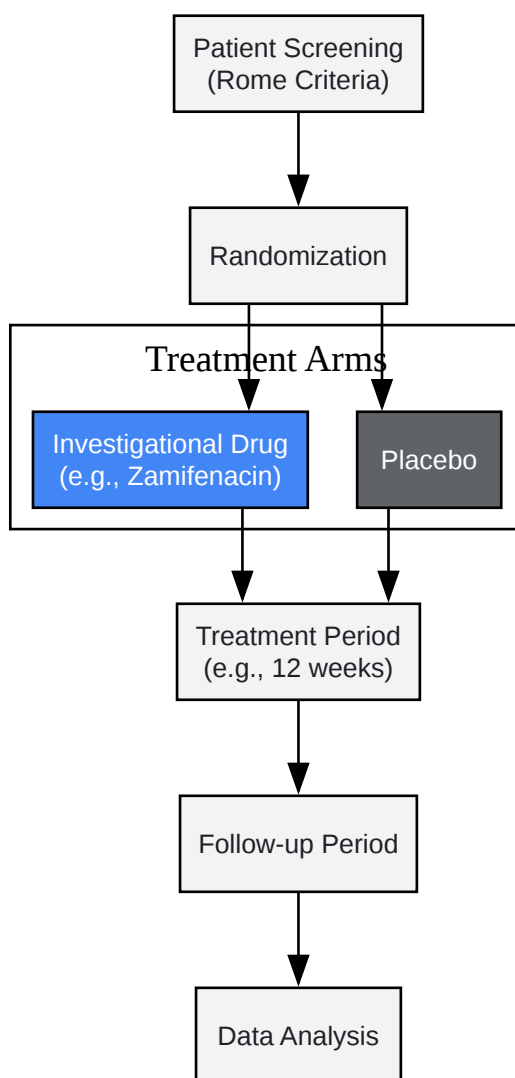 Patient Screening
(Rome Criteria)
Randomization
Treatment Arms
Investigational Drug
(e.g., Zamifenacin)
Placebo
Treatment Period
(e.g., 12 weeks)
Follow-up Period
Data Analysis